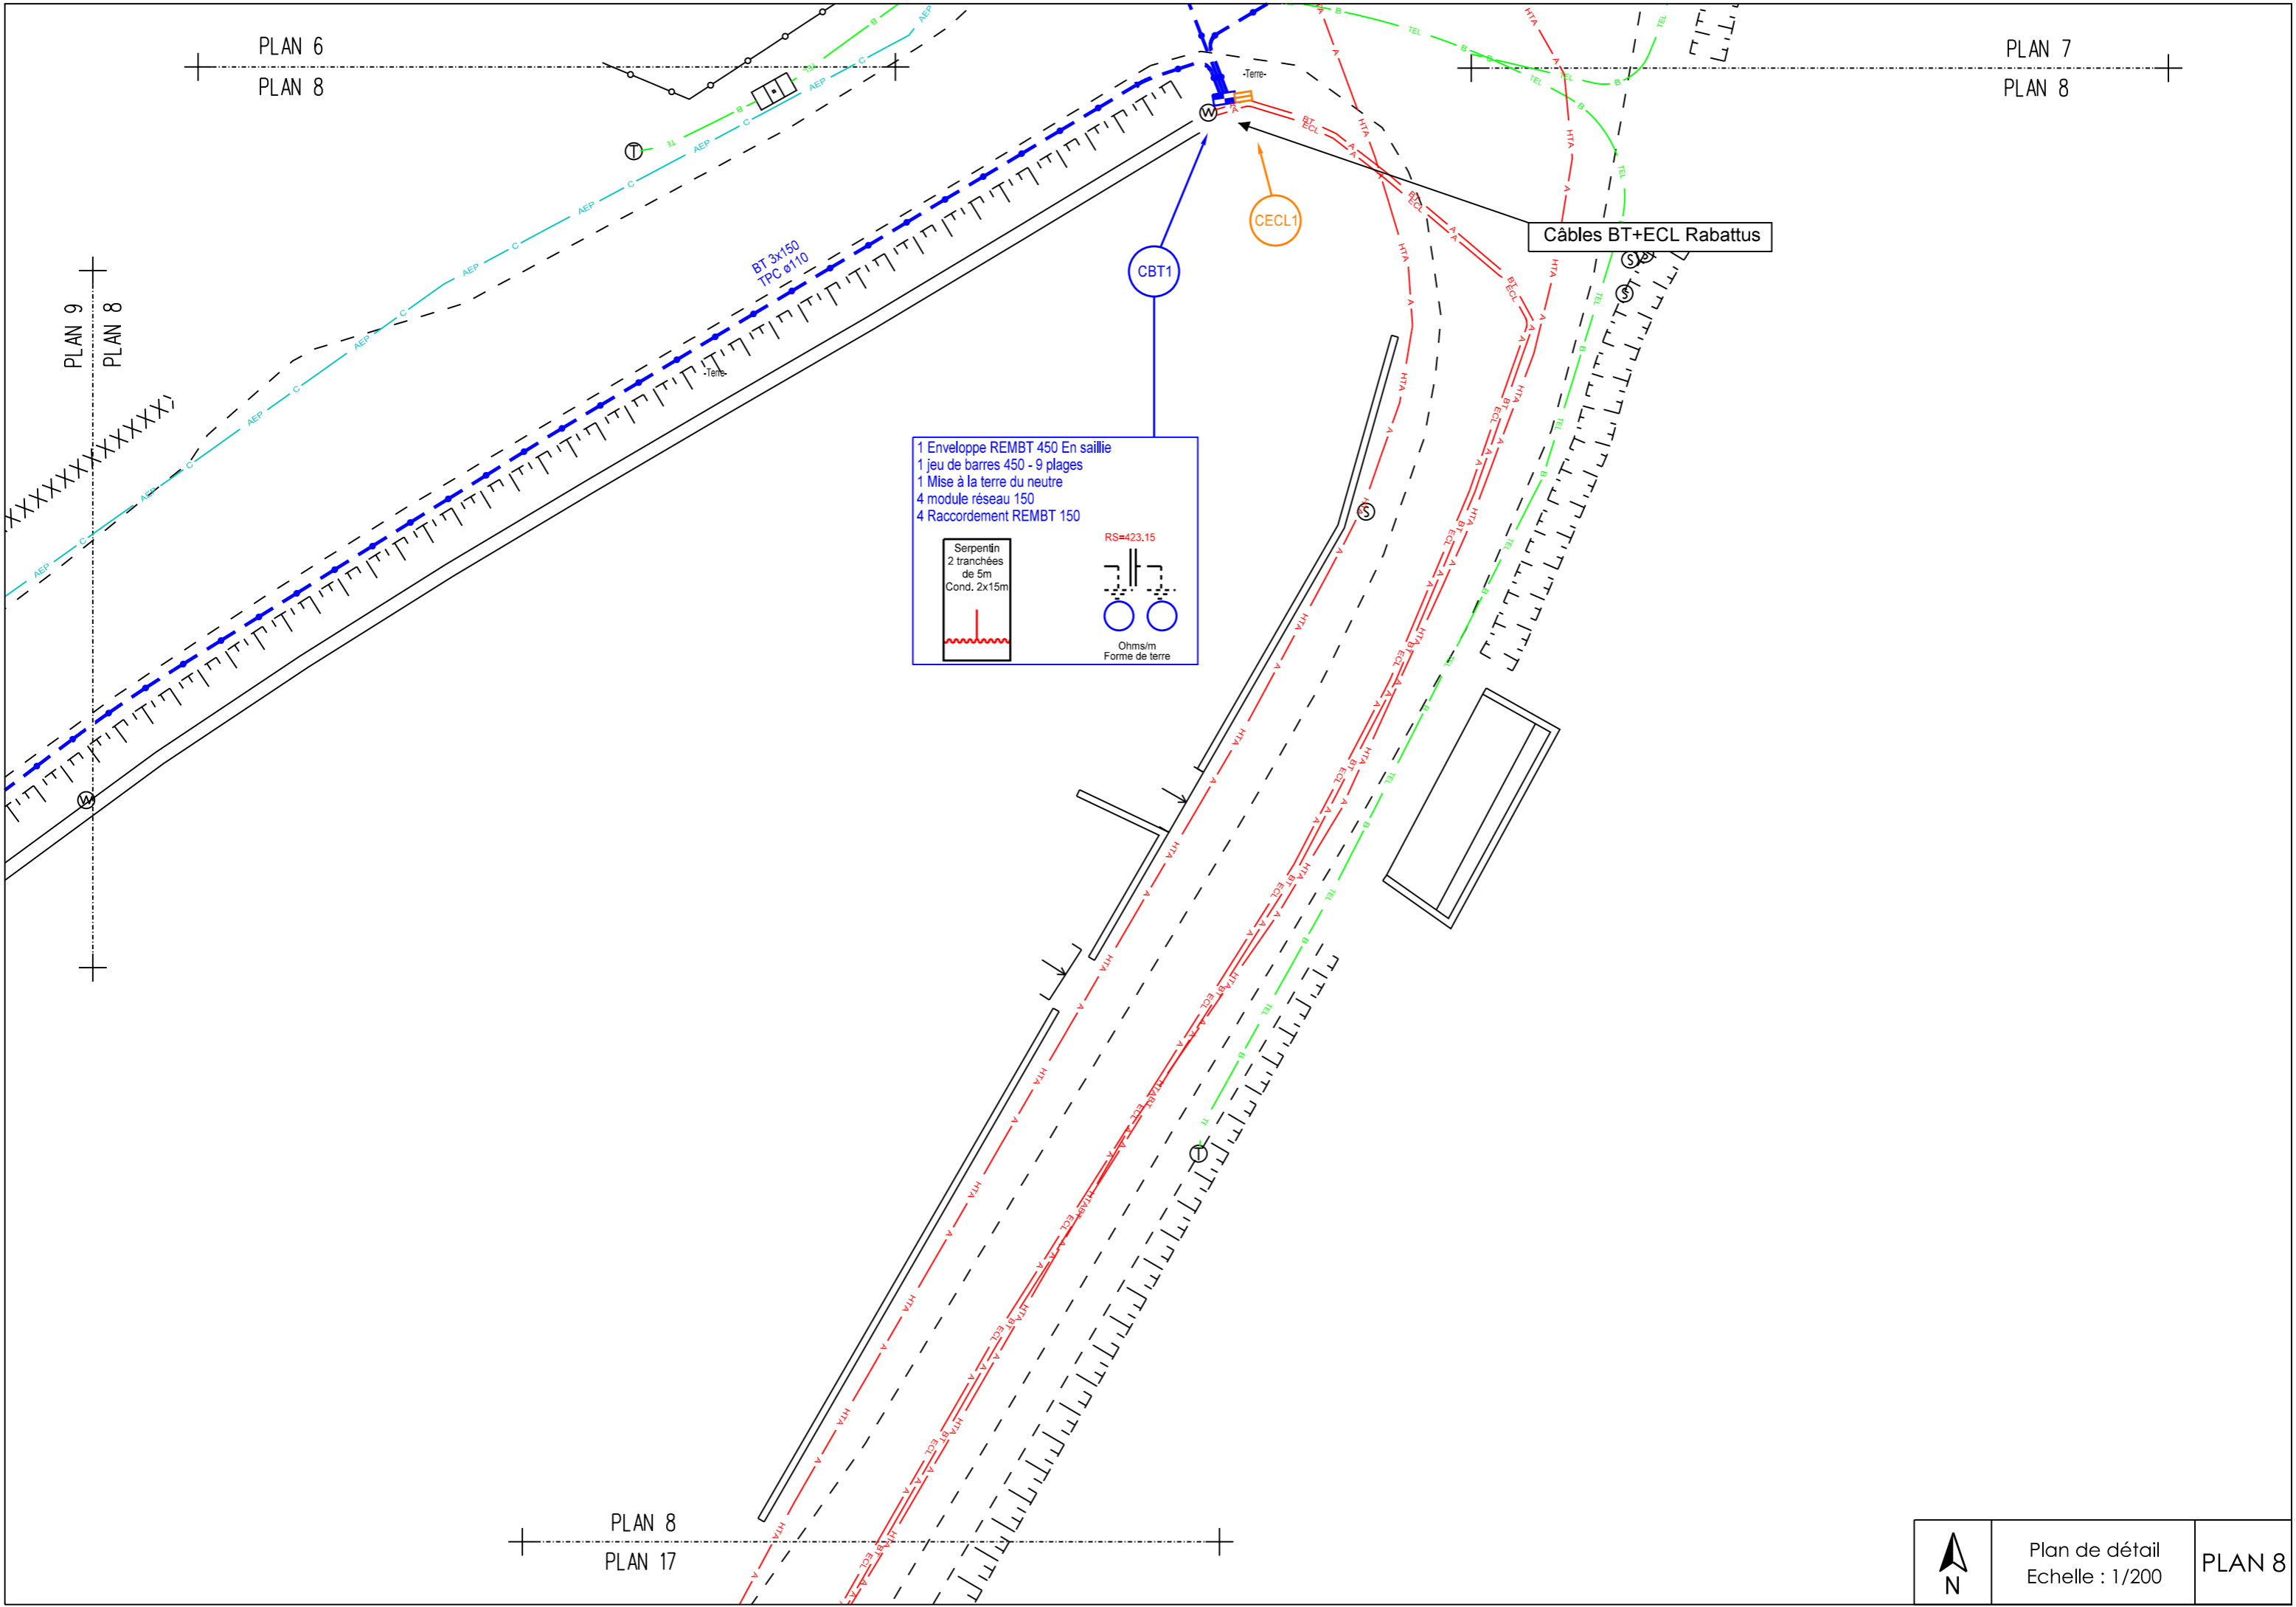 PLAN 6
PLAN 8
PLAN 7
PLAN 8
PLAN 9
PLAN 8
-Terre-
BT 3x150
TPC ø110
-Terre-
CECL1
CBT1
Câbles BT+ECL Rabattus
1 Enveloppe REMBT 450 En saillie
1 jeu de barres 450 - 9 plages
1 Mise à la terre du neutre
4 module réseau 150
4 Raccordement REMBT 150
Serpentin
2 tranchées
de 5m
Cond. 2x15m
RS=423.15
Ohms/m
Forme de terre
AEP
C
TEL
B
HTA
A
BT
ECL
T
W
S
PLAN 8
PLAN 17
N
Plan de détail
Echelle : 1/200
PLAN 8